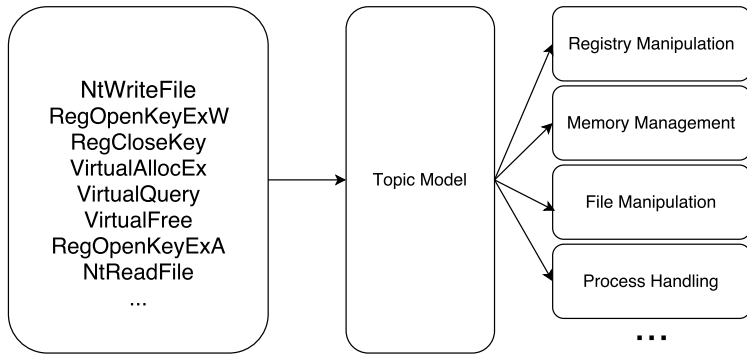 NtWriteFile
RegOpenKeyExW
RegCloseKey
VirtualAllocEx
VirtualQuery
VirtualFree
RegOpenKeyExA
NtReadFile
...
Topic Model
Registry Manipulation
Memory Management
File Manipulation
Process Handling
...